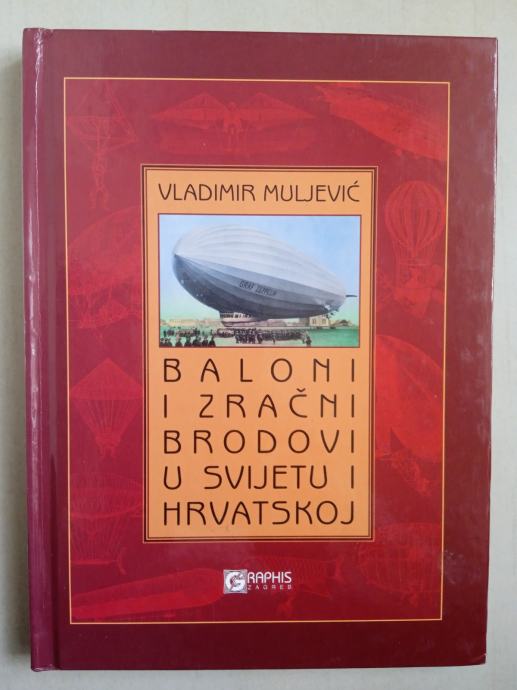 VLADIMIR MULJEVIĆ
GRAF ZEPPELIN
BALONI
I ZRAČNI
BRODOVI
U SVIJETU I
HRVATSKOJ
GRAPHIS
ZAGREB